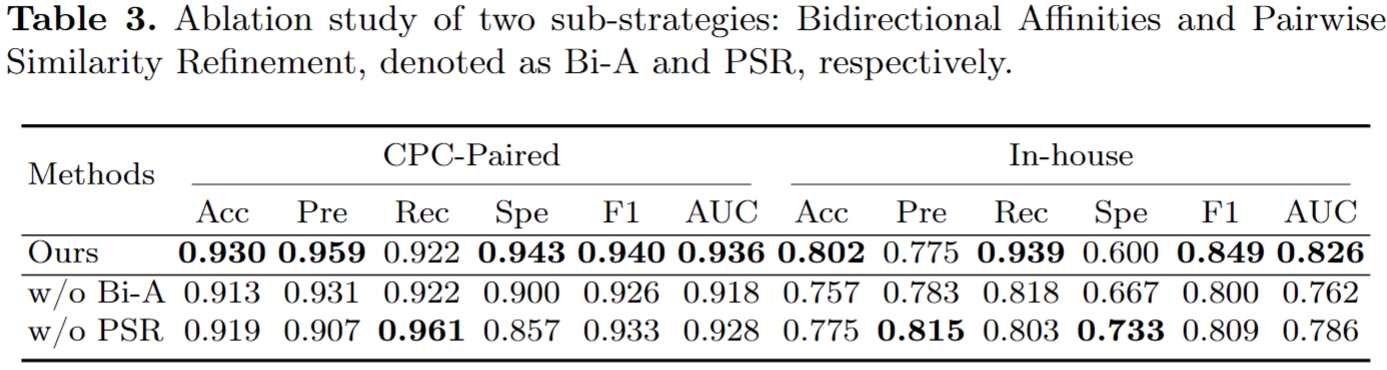 Table 3. Ablation study of two sub-strategies: Bidirectional Affinities and Pairwise
Similarity Refinement, denoted as Bi-A and PSR, respectively.
Methods CPC-Paired In-house
Acc Pre Rec Spe F1 AUC Acc Pre Rec Spe F1 AUC
Ours 0.930 0.959 0.922 0.943 0.940 0.936 0.802 0.775 0.939 0.600 0.849 0.826
w/o Bi-A 0.913 0.931 0.922 0.900 0.926 0.918 0.757 0.783 0.818 0.667 0.800 0.762
w/o PSR 0.919 0.907 0.961 0.857 0.933 0.928 0.775 0.815 0.803 0.733 0.809 0.786